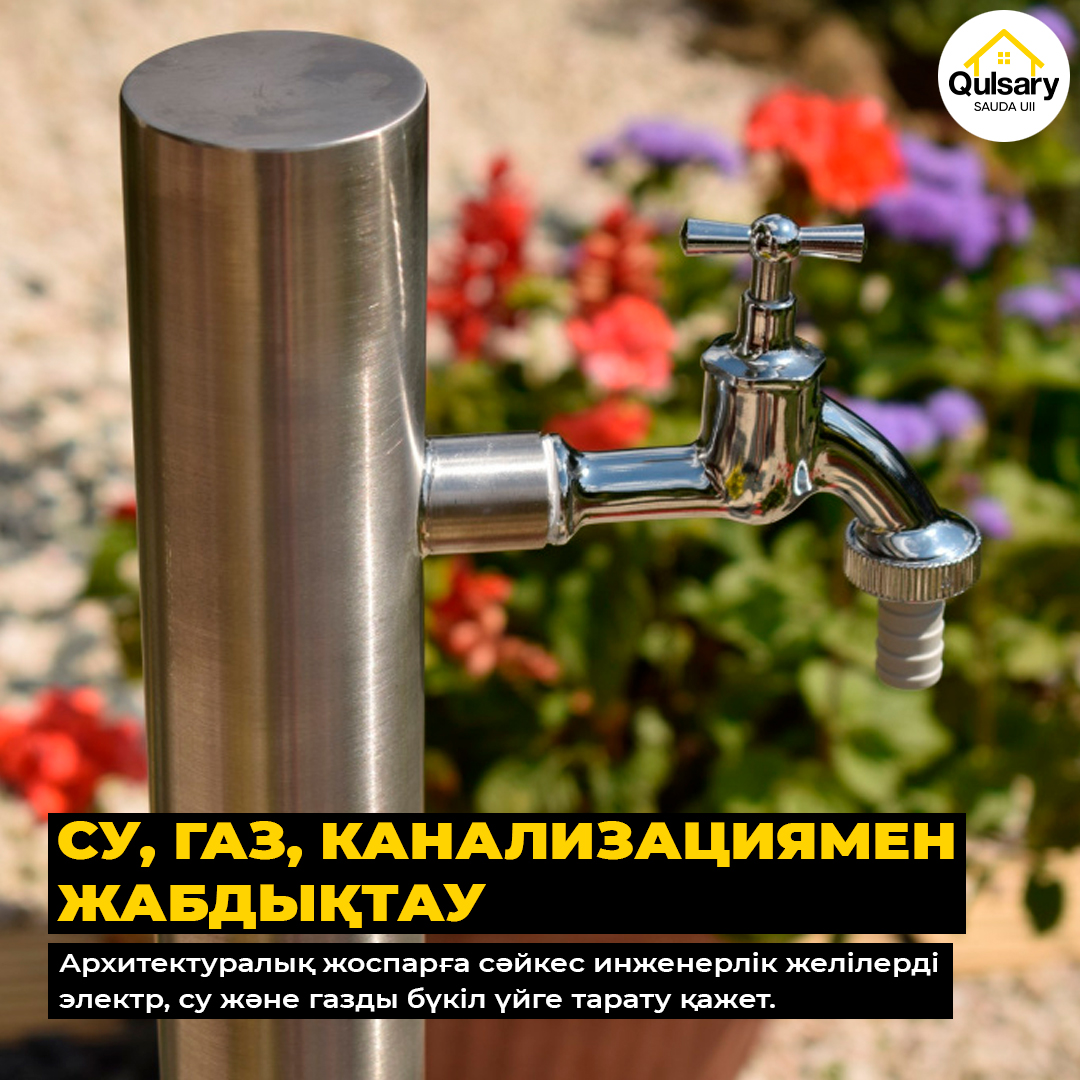 Qulsary
SAUDA UII
СУ, ГАЗ, КАНАЛИЗАЦИЯМЕН
ЖАБДЫҚТАУ
Архитектуралық жоспарға сәйкес инженерлік желілерді
электр, су және газды бүкіл үйге тарату қажет.